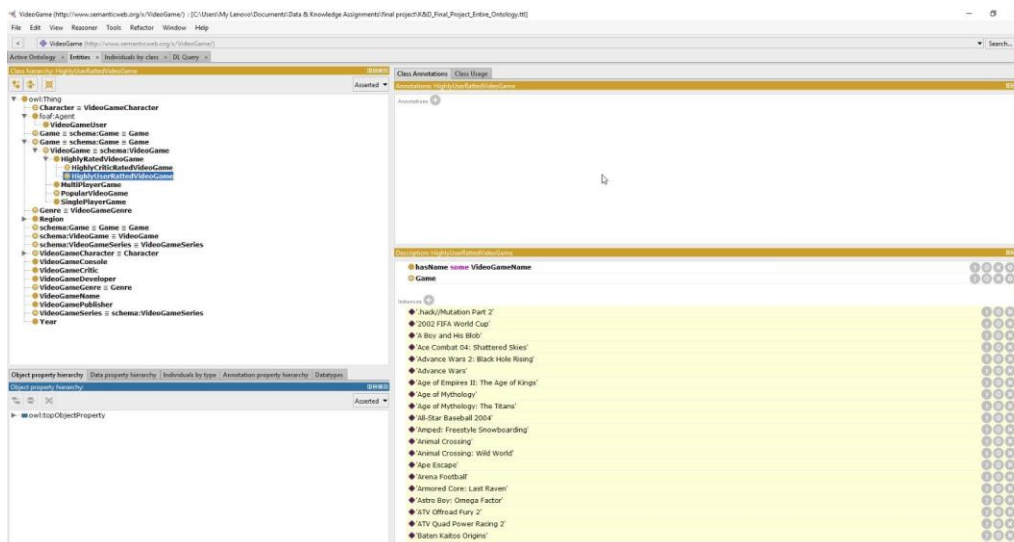 VideoGame (http://www.semanticweb.org/s/VideoGame/) : [C:\Users\My Lenovo\Documents\Data & Knowledge Assignments\final project\K&D_Final_Project_Entire_Ontology.ttl]
File Edit View Reasoner Tools Refactor Window Help
VideoGame (http://www.semanticweb.org/s/VideoGame/)
Search...
Active Ontology × Entities × Individuals by class × DL Query ×
Class hierarchy: HighlyUserRattedVideoGame
Asserted
owl:Thing
Character ≡ VideoGameCharacter
foaf:Agent
VideoGameUser
Game ≡ schema:Game ≡ Game
Game ≡ schema:Game ≡ Game
VideoGame ≡ schema:VideoGame
HighlyRatedVideoGame
HighlyCriticRatedVideoGame
HighlyUserRattedVideoGame
MultiPlayerGame
PopularVideoGame
SinglePlayerGame
Genre ≡ VideoGameGenre
Region
schema:Game ≡ Game ≡ Game
schema:VideoGame ≡ VideoGame
schema:VideoGameSeries ≡ VideoGameSeries
VideoGameCharacter ≡ Character
VideoGameConsole
VideoGameCritic
VideoGameDeveloper
VideoGameGenre ≡ Genre
VideoGameName
VideoGamePublisher
VideoGameSeries ≡ schema:VideoGameSeries
Year
Object property hierarchy Data property hierarchy Individuals by type Annotation property hierarchy Datatypes
Object property hierarchy:
Asserted
owl:topObjectProperty
Class Annotations Class Usage
Annotations: HighlyUserRattedVideoGame
Annotations
Description: HighlyUserRattedVideoGame
hasName some VideoGameName
Game
Instances
'.hack//Mutation Part 2'
'2002 FIFA World Cup'
'A Boy and His Blob'
'Ace Combat 04: Shattered Skies'
'Advance Wars 2: Black Hole Rising'
'Advance Wars'
'Age of Empires II: The Age of Kings'
'Age of Mythology'
'Age of Mythology: The Titans'
'All-Star Baseball 2004'
'Amped: Freestyle Snowboarding'
'Animal Crossing'
'Animal Crossing: Wild World'
'Ape Escape'
'Arena Football'
'Armored Core: Last Raven'
'Astro Boy: Omega Factor'
'ATV Offroad Fury 2'
'ATV Quad Power Racing 2'
'Baten Kaitos Origins'